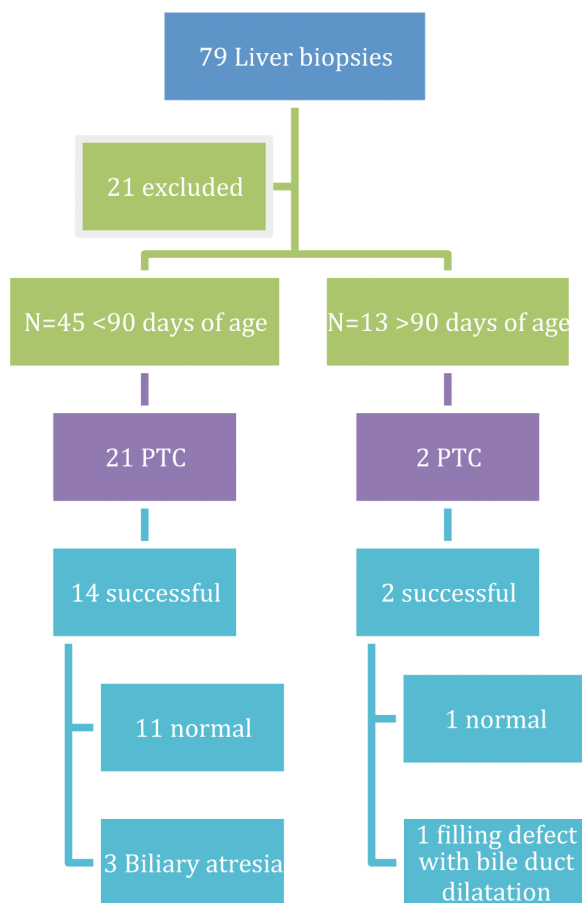 79 Liver biopsies
21 excluded
N=45 <90 days of age
N=13 >90 days of age
21 PTC
2 PTC
14 successful
2 successful
11 normal
1 normal
3 Biliary atresia
1 filling defect
with bile duct
dilatation